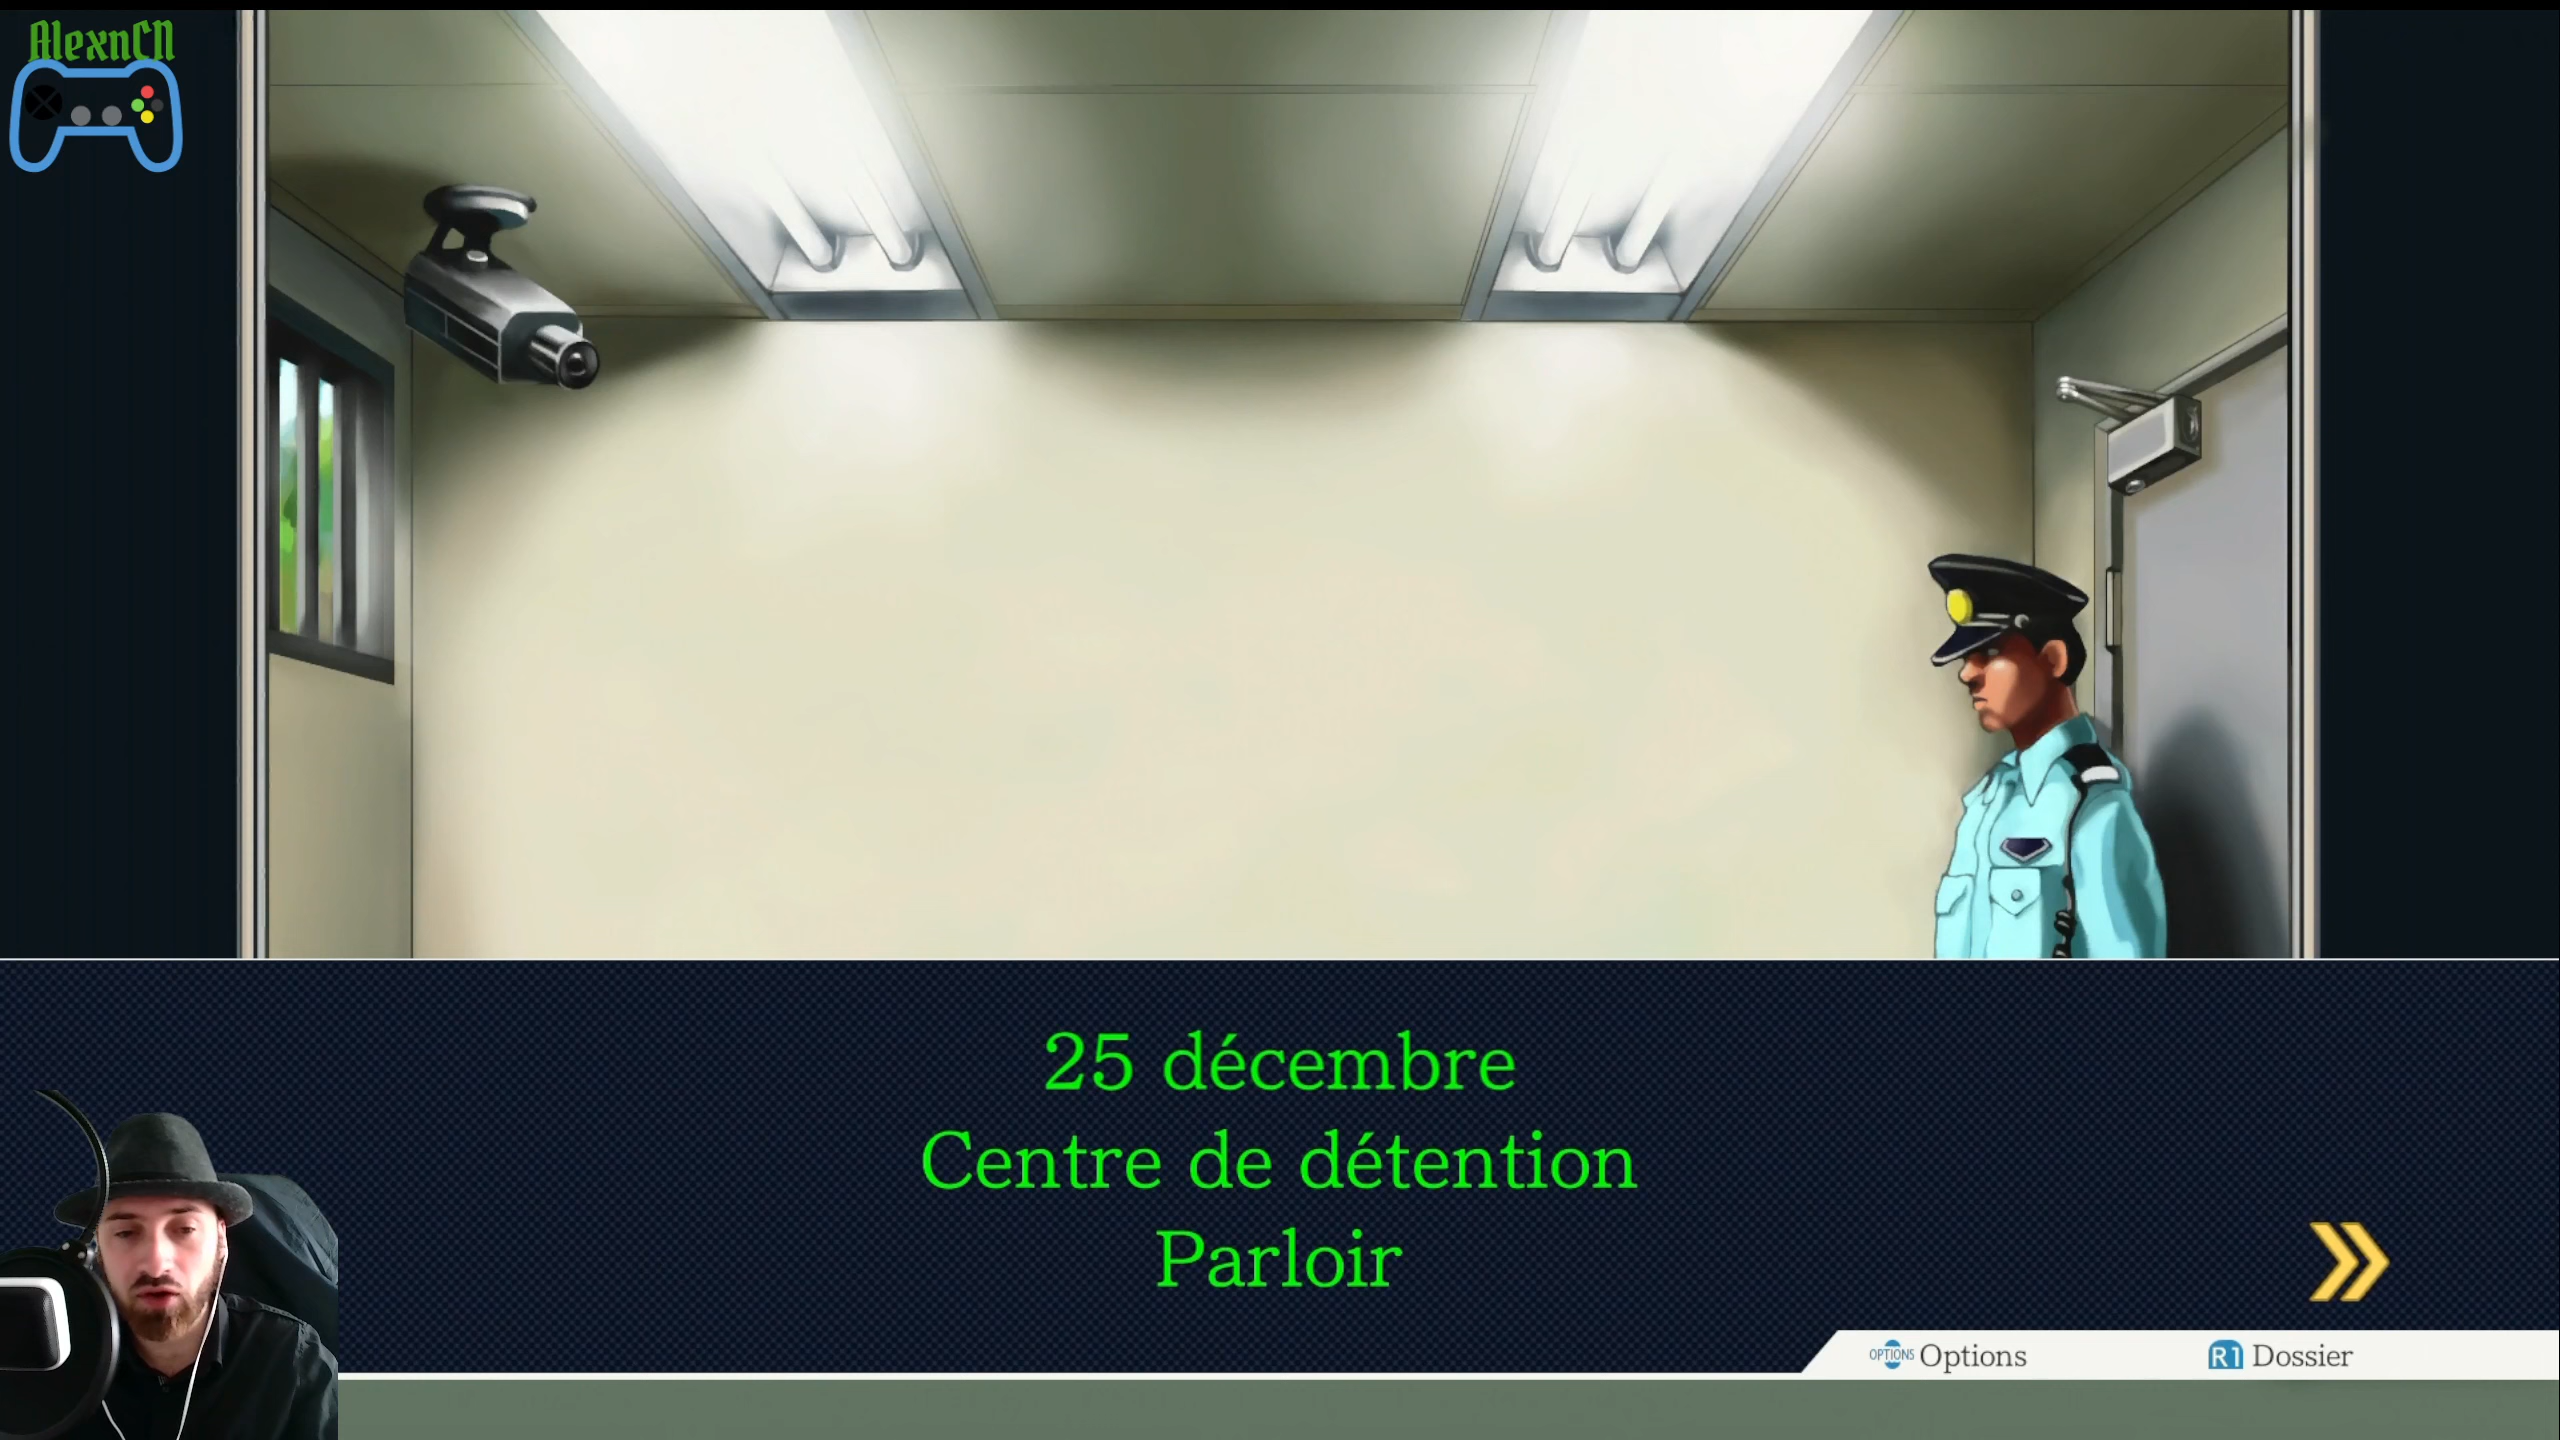 AlexnCN
25 décembre
Centre de détention
Parloir
OPTIONS Options
R1 Dossier